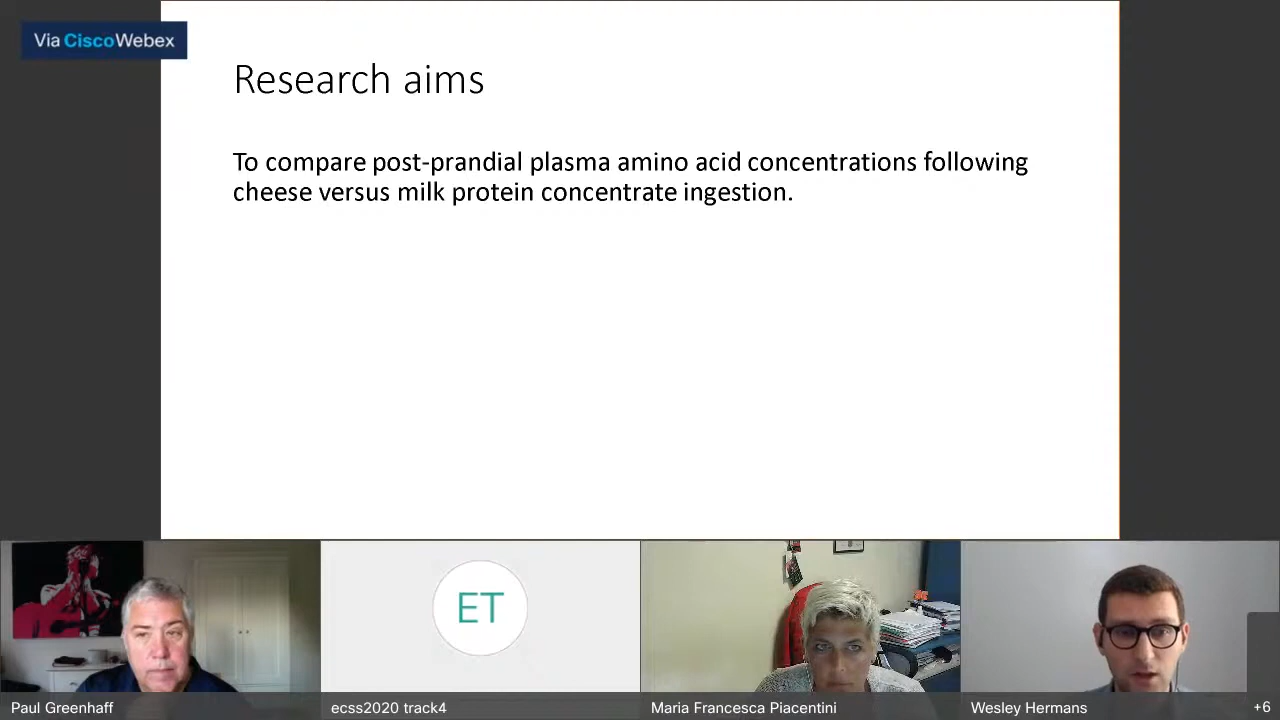 Via CiscoWebex
Research aims
To compare post-prandial plasma amino acid concentrations following
cheese versus milk protein concentrate ingestion.
ET
Paul Greenhaff
ecss2020 track4
Maria Francesca Piacentini
Wesley Hermans
+6